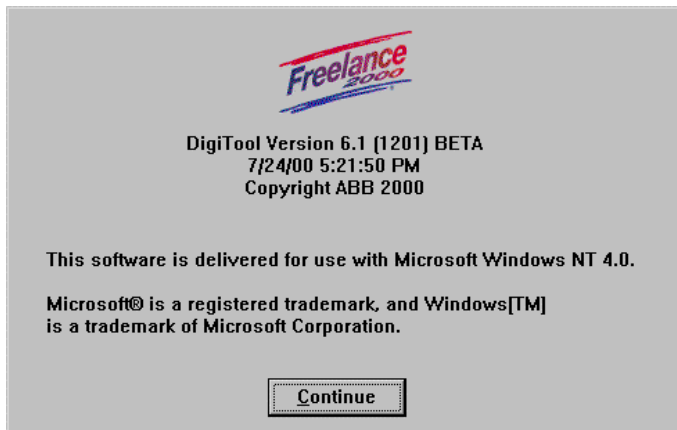 Freelance
2000
DigiTool Version 6.1 (1201) BETA
7/24/00 5:21:50 PM
Copyright ABB 2000
This software is delivered for use with Microsoft Windows NT 4.0.
Microsoft® is a registered trademark, and Windows[TM]
is a trademark of Microsoft Corporation.
Continue